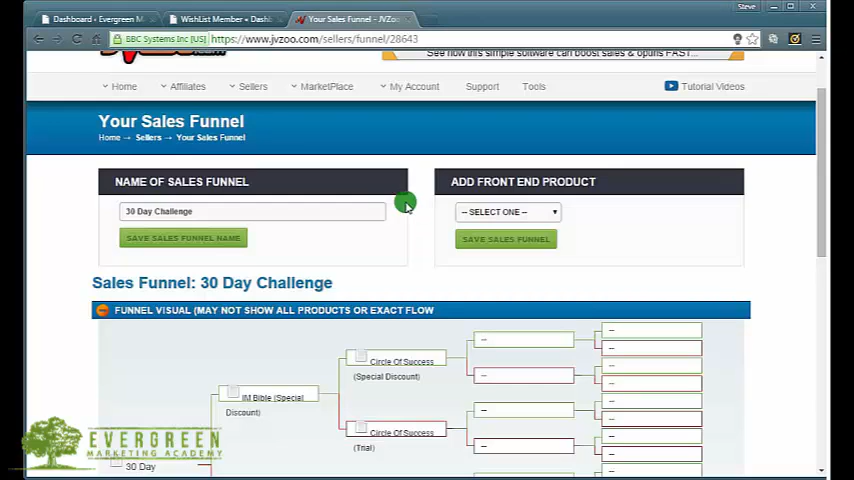 Steve
Dashboard ‹ Evergreen M
WishList Member ‹ Dashb
Your Sales Funnel – JVZoo
BBC Systems Inc [US] https://www.jvzoo.com/sellers/funnel/28643
See how this simple software can boost sales & optins FAST...
Home Affiliates Sellers MarketPlace My Account Support Tools Tutorial Videos
Your Sales Funnel
Home → Sellers → Your Sales Funnel
NAME OF SALES FUNNEL
30 Day Challenge
SAVE SALES FUNNEL NAME
ADD FRONT END PRODUCT
-- SELECT ONE --
SAVE SALES FUNNEL
Sales Funnel: 30 Day Challenge
FUNNEL VISUAL (MAY NOT SHOW ALL PRODUCTS OR EXACT FLOW
--
--
--
Circle Of Success
(Special Discount)
--
--
--
IM Bible (Special
Discount)
--
--
--
Circle Of Success
(Trial)
--
--
--
30 Day
--
EVERGREEN
MARKETING ACADEMY